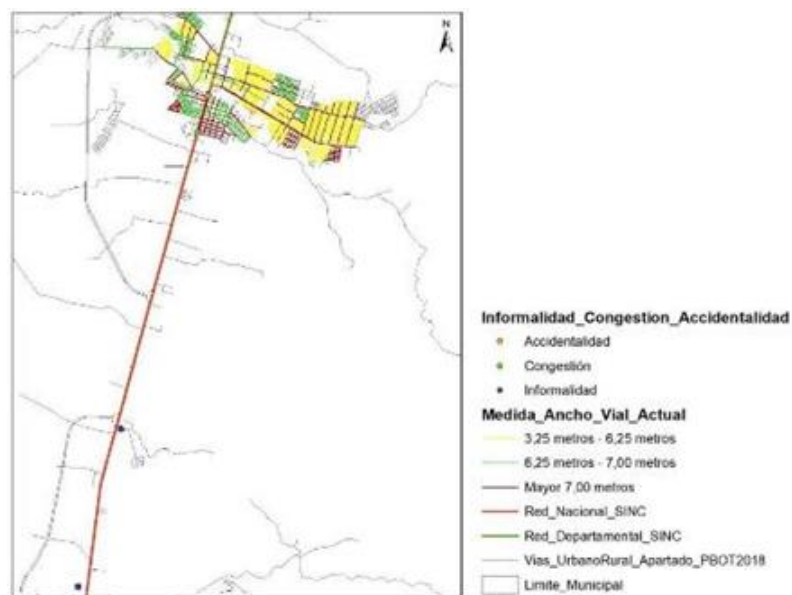 N
Informalidad_Congestion_Accidentalidad
Accidentalidad
Congestión
Informalidad
Medida_Ancho_Vial_Actual
3,25 metros - 6,25 metros
6,25 metros - 7,00 metros
Mayor 7,00 metros
Red_Nacional_SINC
Red_Departamental_SINC
Vias_UrbanoRural_Apartado_PBOT2018
Limite_Municipal